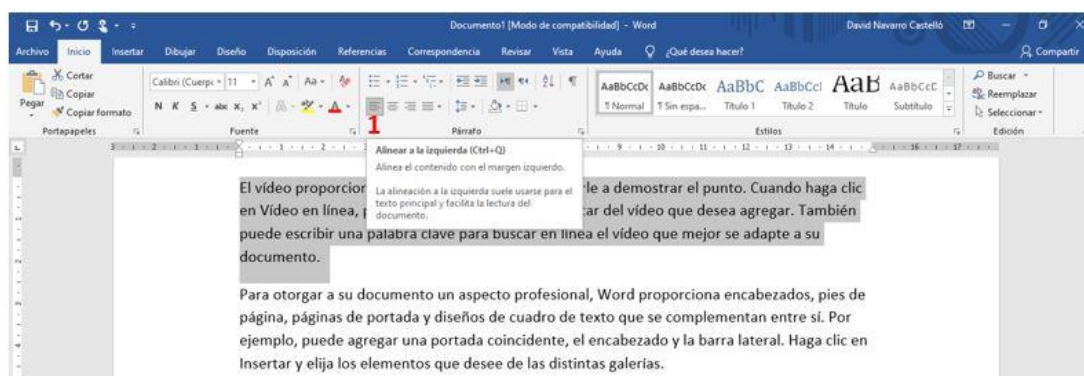 Documento1 [Modo de compatibilidad] - Word
David Navarro Castelló
Archivo Inicio Insertar Dibujar Diseño Disposición Referencias Correspondencia Revisar Vista Ayuda ¿Qué desea hacer? Compartir
Pegar
Cortar
Copiar
Copiar formato
Portapapeles
Calibri (Cuerpo 11
N K S abc x, x'
Fuente
1
Párrafo
AaBbCcDc AaBbCcDc AaBbC AaBbCcI AaB AaBbCcC
¶ Normal ¶ Sin espa... Título 1 Título 2 Título Subtítulo
Estilos
Buscar
Reemplazar
Seleccionar
Edición
Alinear a la izquierda (Ctrl+Q)
Alinea el contenido con el margen izquierdo.
La alineación a la izquierda suele usarse para el
texto principal y facilita la lectura del
documento.
El vídeo proporcion le a demostrar el punto. Cuando haga clic
en Vídeo en línea, p ar del vídeo que desea agregar. También
puede escribir una palabra clave para buscar en línea el vídeo que mejor se adapte a su
documento.
Para otorgar a su documento un aspecto profesional, Word proporciona encabezados, pies de
página, páginas de portada y diseños de cuadro de texto que se complementan entre sí. Por
ejemplo, puede agregar una portada coincidente, el encabezado y la barra lateral. Haga clic en
Insertar y elija los elementos que desee de las distintas galerías.